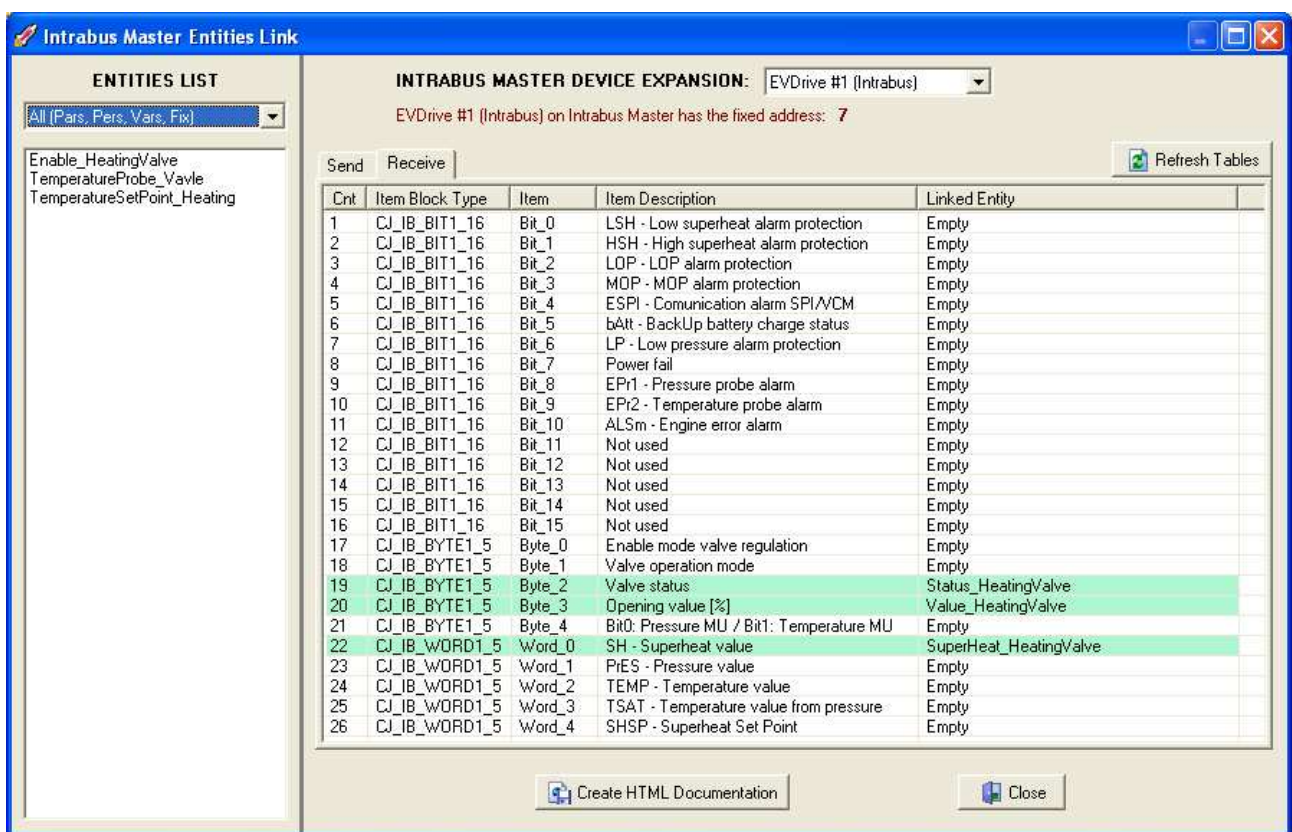 Intrabus Master Entities Link
ENTITIES LIST
All (Pars, Pers, Vars, Fix)
Enable_HeatingValve
TemperatureProbe_Vavle
TemperatureSetPoint_Heating
INTRABUS MASTER DEVICE EXPANSION: EVDrive #1 (Intrabus)
EVDrive #1 (Intrabus) on Intrabus Master has the fixed address: 7
Send Receive
Refresh Tables
Cnt Item Block Type Item Item Description Linked Entity
1 CJ_IB_BIT1_16 Bit_0 LSH - Low superheat alarm protection Empty
2 CJ_IB_BIT1_16 Bit_1 HSH - High superheat alarm protection Empty
3 CJ_IB_BIT1_16 Bit_2 LOP - LOP alarm protection Empty
4 CJ_IB_BIT1_16 Bit_3 MOP - MOP alarm protection Empty
5 CJ_IB_BIT1_16 Bit_4 ESPI - Comunication alarm SPI/VCM Empty
6 CJ_IB_BIT1_16 Bit_5 bAtt - BackUp battery charge status Empty
7 CJ_IB_BIT1_16 Bit_6 LP - Low pressure alarm protection Empty
8 CJ_IB_BIT1_16 Bit_7 Power fail Empty
9 CJ_IB_BIT1_16 Bit_8 EPr1 - Pressure probe alarm Empty
10 CJ_IB_BIT1_16 Bit_9 EPr2 - Temperature probe alarm Empty
11 CJ_IB_BIT1_16 Bit_10 ALSm - Engine error alarm Empty
12 CJ_IB_BIT1_16 Bit_11 Not used Empty
13 CJ_IB_BIT1_16 Bit_12 Not used Empty
14 CJ_IB_BIT1_16 Bit_13 Not used Empty
15 CJ_IB_BIT1_16 Bit_14 Not used Empty
16 CJ_IB_BIT1_16 Bit_15 Not used Empty
17 CJ_IB_BYTE1_5 Byte_0 Enable mode valve regulation Empty
18 CJ_IB_BYTE1_5 Byte_1 Valve operation mode Empty
19 CJ_IB_BYTE1_5 Byte_2 Valve status Status_HeatingValve
20 CJ_IB_BYTE1_5 Byte_3 Opening value [%] Value_HeatingValve
21 CJ_IB_BYTE1_5 Byte_4 Bit0: Pressure MU / Bit1: Temperature MU Empty
22 CJ_IB_WORD1_5 Word_0 SH - Superheat value SuperHeat_HeatingValve
23 CJ_IB_WORD1_5 Word_1 PrES - Pressure value Empty
24 CJ_IB_WORD1_5 Word_2 TEMP - Temperature value Empty
25 CJ_IB_WORD1_5 Word_3 TSAT - Temperature value from pressure Empty
26 CJ_IB_WORD1_5 Word_4 SHSP - Superheat Set Point Empty
Create HTML Documentation Close